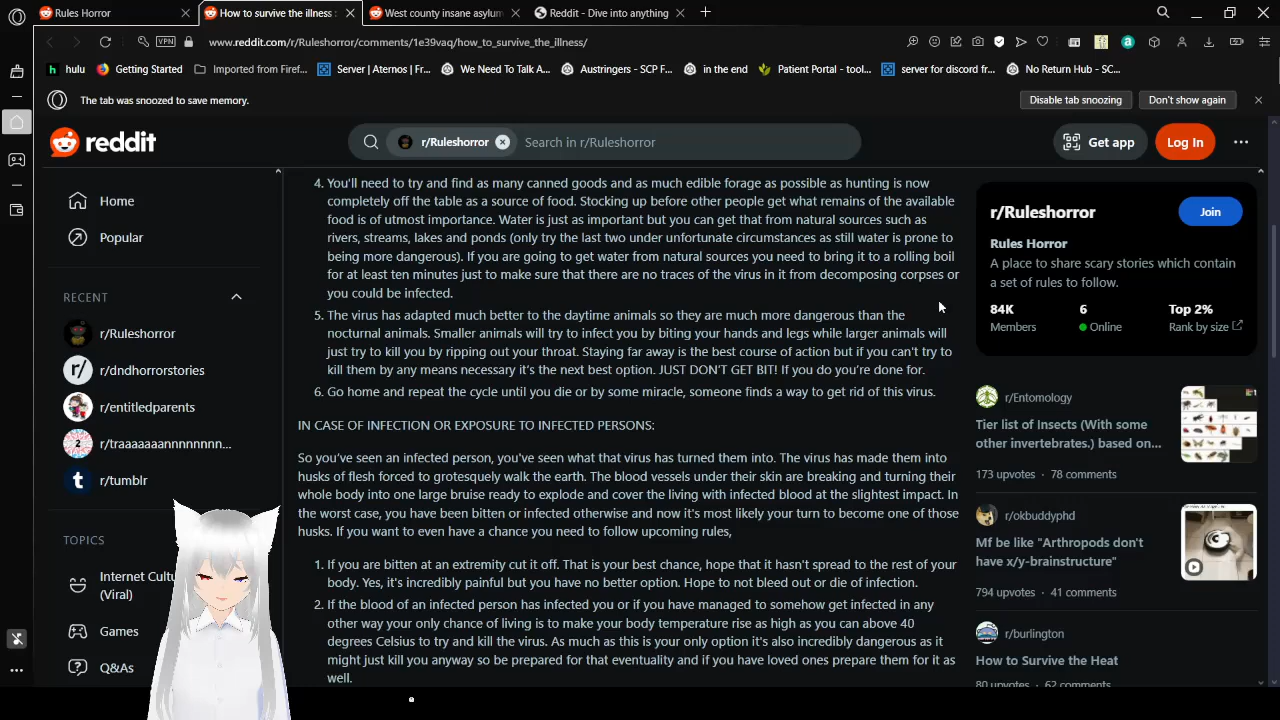 Rules Horror
How to survive the illness :
West county insane asylum
Reddit - Dive into anything
VPN
www.reddit.com/r/Ruleshorror/comments/1e39vaq/how_to_survive_the_illness/
hulu
Getting Started
Imported from Firef...
Server | Aternos | Fr...
We Need To Talk A...
Austringers - SCP F...
in the end
Patient Portal - tool...
server for discord fr...
No Return Hub - SC...
The tab was snoozed to save memory.
Disable tab snoozing
Don't show again
reddit
r/Ruleshorror
Search in r/Ruleshorror
Get app
Log In
Home
Popular
RECENT
r/Ruleshorror
r/dndhorrorstories
r/entitledparents
r/traaaaaaannnnnnnn...
r/tumblr
TOPICS
Internet Cultu
(Viral)
Games
Q&As
4. You'll need to try and find as many canned goods and as much edible forage as possible as hunting is now
completely off the table as a source of food. Stocking up before other people get what remains of the available
food is of utmost importance. Water is just as important but you can get that from natural sources such as
rivers, streams, lakes and ponds (only try the last two under unfortunate circumstances as still water is prone to
being more dangerous). If you are going to get water from natural sources you need to bring it to a rolling boil
for at least ten minutes just to make sure that there are no traces of the virus in it from decomposing corpses or
you could be infected.
5. The virus has adapted much better to the daytime animals so they are much more dangerous than the
nocturnal animals. Smaller animals will try to infect you by biting your hands and legs while larger animals will
just try to kill you by ripping out your throat. Staying far away is the best course of action but if you can't try to
kill them by any means necessary it's the next best option. JUST DON'T GET BIT! If you do you're done for.
6. Go home and repeat the cycle until you die or by some miracle, someone finds a way to get rid of this virus.
IN CASE OF INFECTION OR EXPOSURE TO INFECTED PERSONS:
So you've seen an infected person, you've seen what that virus has turned them into. The virus has made them into
husks of flesh forced to grotesquely walk the earth. The blood vessels under their skin are breaking and turning their
whole body into one large bruise ready to explode and cover the living with infected blood at the slightest impact. In
the worst case, you have been bitten or infected otherwise and now it's most likely your turn to become one of those
husks. If you want to even have a chance you need to follow upcoming rules,
1. If you are bitten at an extremity cut it off. That is your best chance, hope that it hasn't spread to the rest of your
body. Yes, it's incredibly painful but you have no better option. Hope to not bleed out or die of infection.
2. If the blood of an infected person has infected you or if you have managed to somehow get infected in any
other way your only chance of living is to make your body temperature rise as high as you can above 40
degrees Celsius to try and kill the virus. As much as this is your only option it's also incredibly dangerous as it
might just kill you anyway so be prepared for that eventuality and if you have loved ones prepare them for it as
well.
r/Ruleshorror
Join
Rules Horror
A place to share scary stories which contain
a set of rules to follow.
84K
6
Top 2%
Members
Online
Rank by size
r/Entomology
Tier list of Insects (With some
other invertebrates.) based on...
173 upvotes · 78 comments
r/okbuddyphd
Mf be like "Arthropods don't
have x/y-brainstructure"
794 upvotes · 41 comments
r/burlington
How to Survive the Heat
80 upvotes · 62 comments